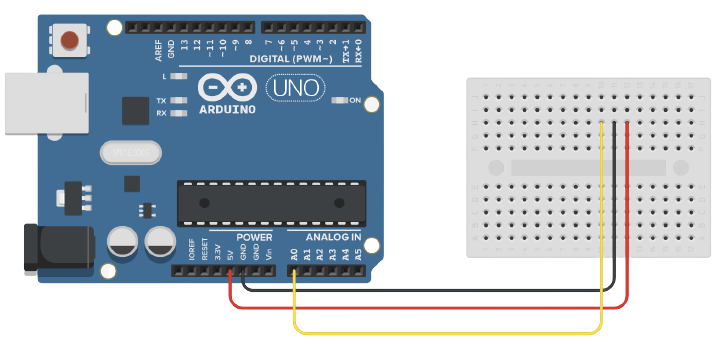 AREF
GND
13
12
~11
~10
~9
8
7
~6
~5
4
~3
2
TX→1
RX←0
DIGITAL (PWM~)
L
TX
RX
ARDUINO
UNO
ON
POWER
ANALOG IN
IOREF
RESET
3.3V
5V
GND
GND
Vin
A0
A1
A2
A3
A4
A5